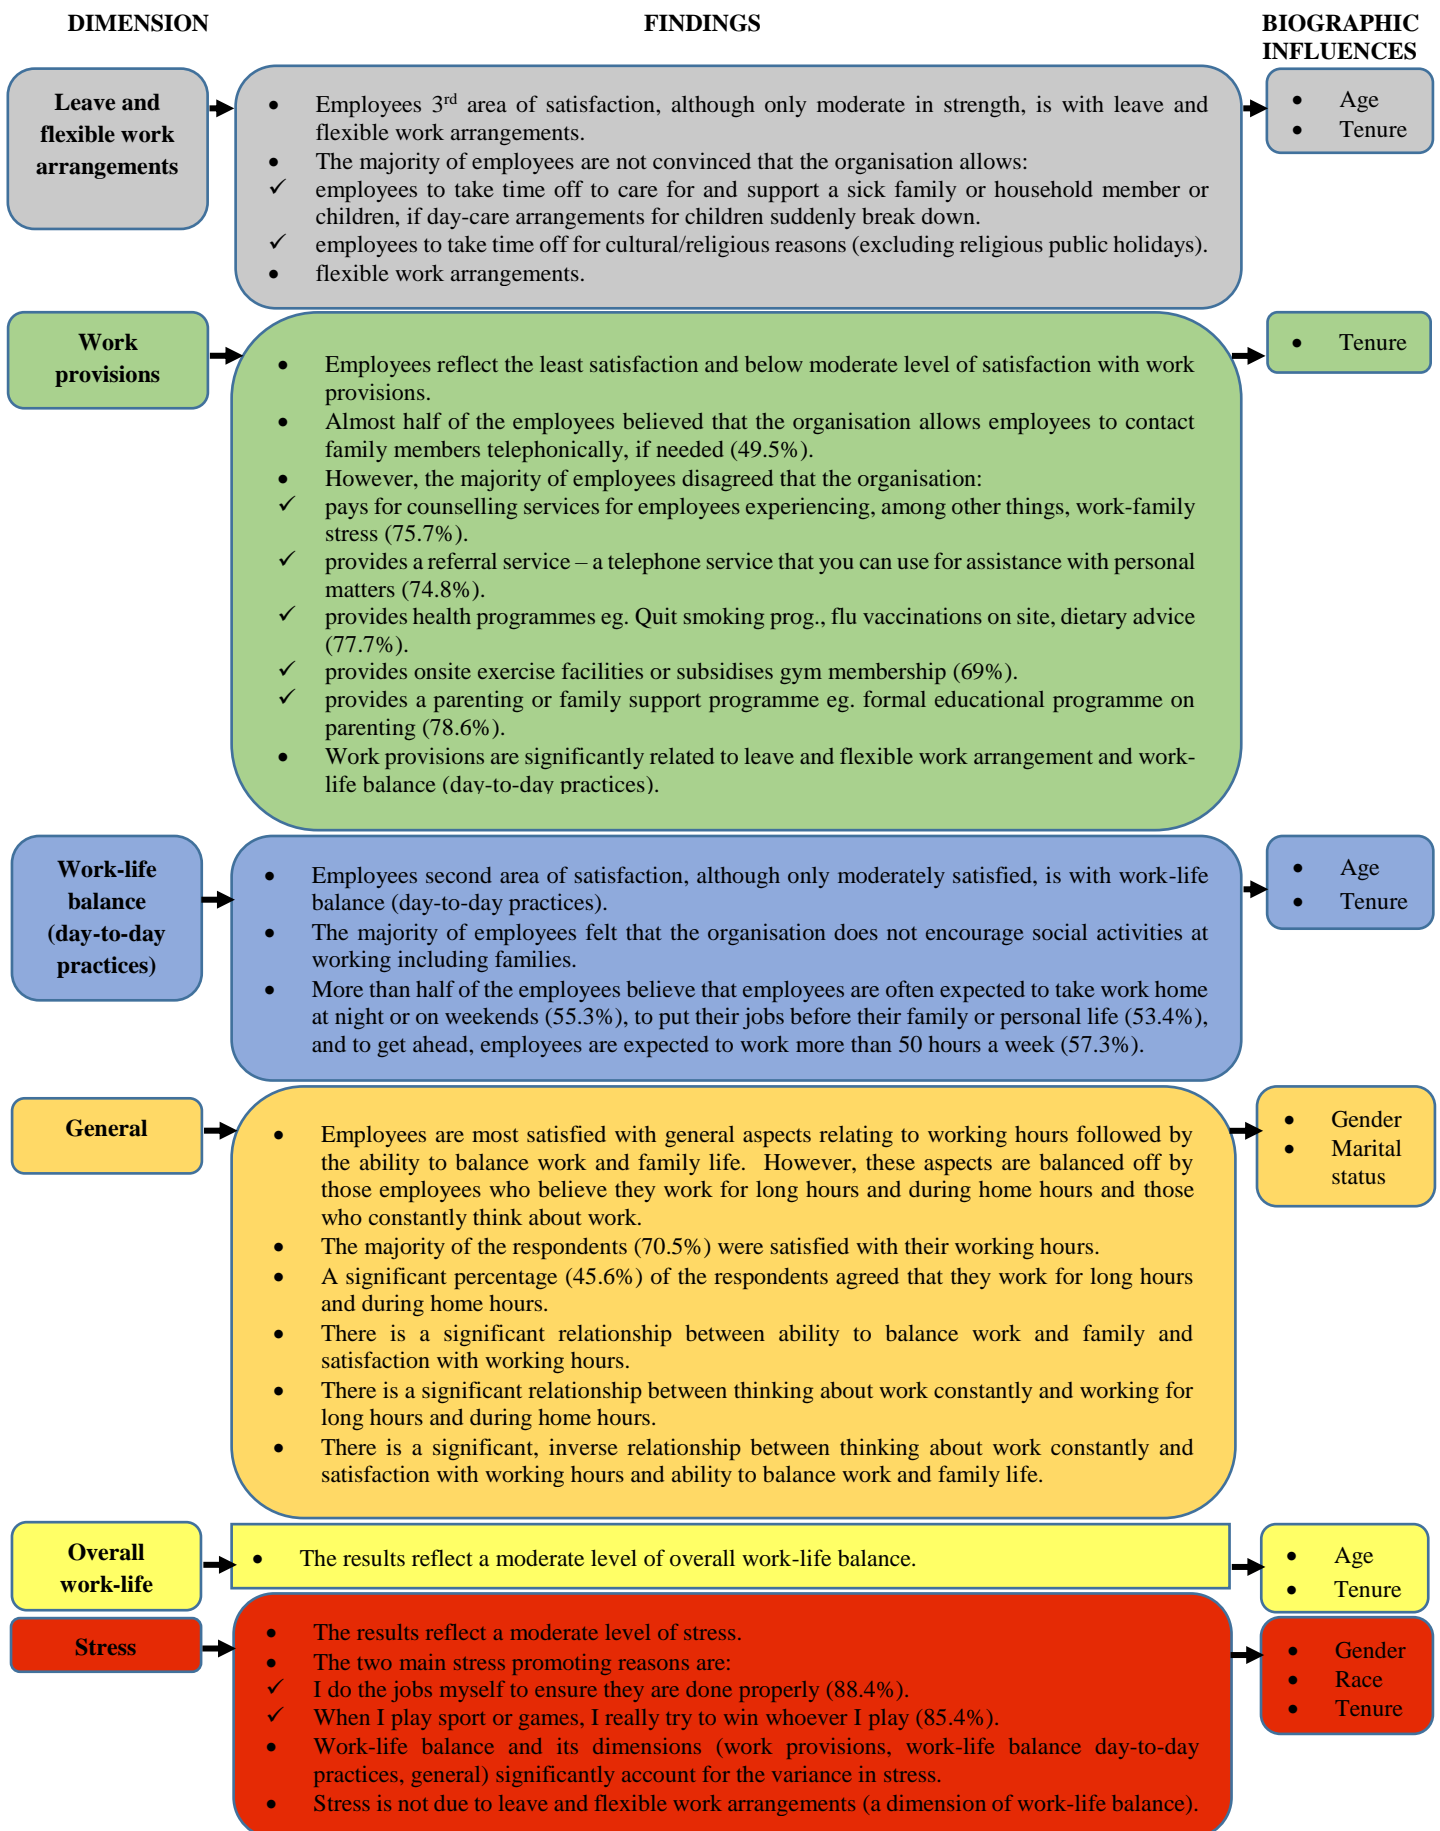 DIMENSION FINDINGS BIOGRAPHIC
INFLUENCES
Leave and
flexible work
arrangements
• Employees 3rd area of satisfaction, although only moderate in strength, is with leave and
flexible work arrangements.
• The majority of employees are not convinced that the organisation allows:
✓ employees to take time off to care for and support a sick family or household member or
children, if day-care arrangements for children suddenly break down.
✓ employees to take time off for cultural/religious reasons (excluding religious public holidays).
• flexible work arrangements.
• Age
• Tenure
Work
provisions
• Employees reflect the least satisfaction and below moderate level of satisfaction with work
provisions.
• Almost half of the employees believed that the organisation allows employees to contact
family members telephonically, if needed (49.5%).
• However, the majority of employees disagreed that the organisation:
✓ pays for counselling services for employees experiencing, among other things, work-family
stress (75.7%).
✓ provides a referral service – a telephone service that you can use for assistance with personal
matters (74.8%).
✓ provides health programmes eg. Quit smoking prog., flu vaccinations on site, dietary advice
(77.7%).
✓ provides onsite exercise facilities or subsidises gym membership (69%).
✓ provides a parenting or family support programme eg. formal educational programme on
parenting (78.6%).
• Work provisions are significantly related to leave and flexible work arrangement and work-
life balance (day-to-day practices).
• Tenure
Work-life
balance
(day-to-day
practices)
• Employees second area of satisfaction, although only moderately satisfied, is with work-life
balance (day-to-day practices).
• The majority of employees felt that the organisation does not encourage social activities at
working including families.
• More than half of the employees believe that employees are often expected to take work home
at night or on weekends (55.3%), to put their jobs before their family or personal life (53.4%),
and to get ahead, employees are expected to work more than 50 hours a week (57.3%).
• Age
• Tenure
General
• Employees are most satisfied with general aspects relating to working hours followed by
the ability to balance work and family life. However, these aspects are balanced off by
those employees who believe they work for long hours and during home hours and those
who constantly think about work.
• The majority of the respondents (70.5%) were satisfied with their working hours.
• A significant percentage (45.6%) of the respondents agreed that they work for long hours
and during home hours.
• There is a significant relationship between ability to balance work and family and
satisfaction with working hours.
• There is a significant relationship between thinking about work constantly and working for
long hours and during home hours.
• There is a significant, inverse relationship between thinking about work constantly and
satisfaction with working hours and ability to balance work and family life.
• Gender
• Marital
status
Overall
work-life
• The results reflect a moderate level of overall work-life balance.
• Age
• Tenure
Stress
• The results reflect a moderate level of stress.
• The two main stress promoting reasons are:
✓ I do the jobs myself to ensure they are done properly (88.4%).
✓ When I play sport or games, I really try to win whoever I play (85.4%).
• Work-life balance and its dimensions (work provisions, work-life balance day-to-day
practices, general) significantly account for the variance in stress.
• Stress is not due to leave and flexible work arrangements (a dimension of work-life balance).
• Gender
• Race
• Tenure